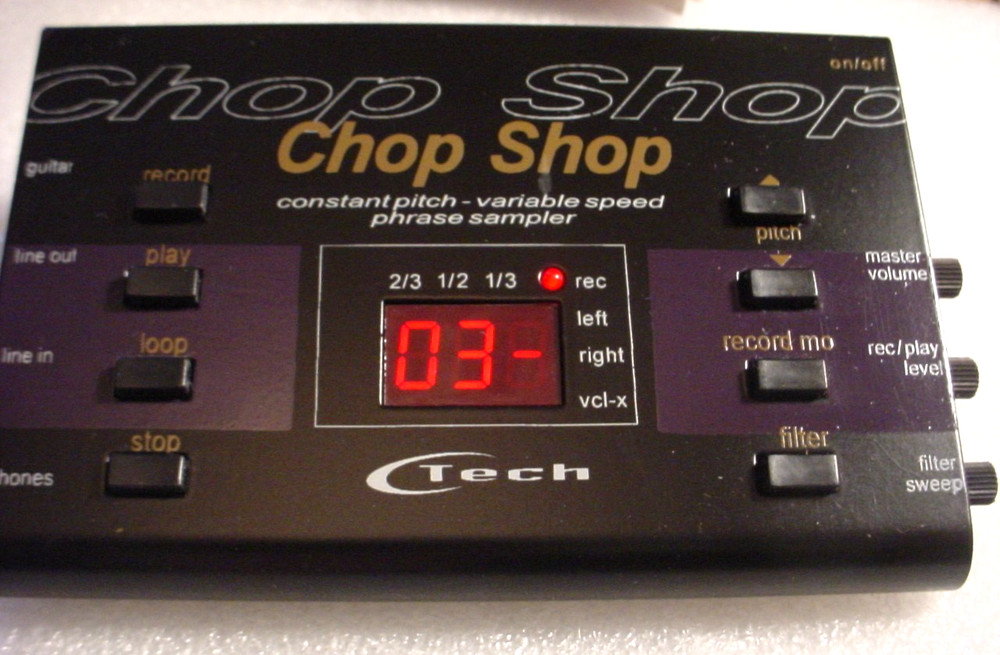 on/off
Chop Shop
Chop Shop
guitar
record
constant pitch - variable speed
phrase sampler
pitch
line out
play
master
volume
2/3 1/2 1/3 rec
left
03-
right
vcl-x
line in
loop
record mo
rec/play
level
stop
filter
hones
Tech
filter
sweep